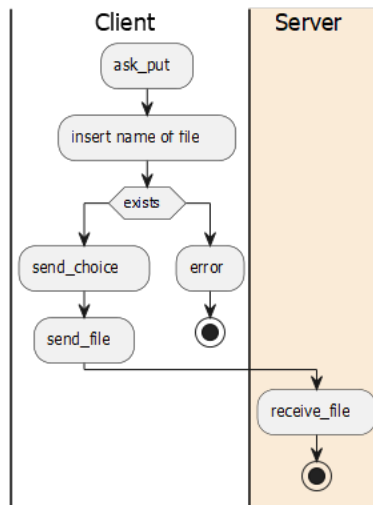 Client
Server
ask_put
insert name of file
exists
send_choice
error
send_file
receive_file